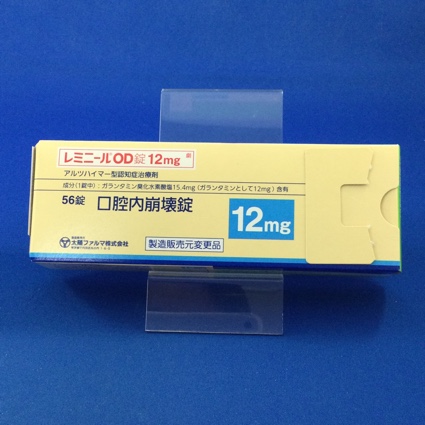 レミニール®OD錠12mg
アルツハイマー型認知症治療剤
成分(1錠中):ガランタミン臭化水素酸塩15.4mg(ガランタミンとして12mg)含有
56錠 口腔内崩壊錠
12mg
太陽ファルマ株式会社
製造販売元変更品